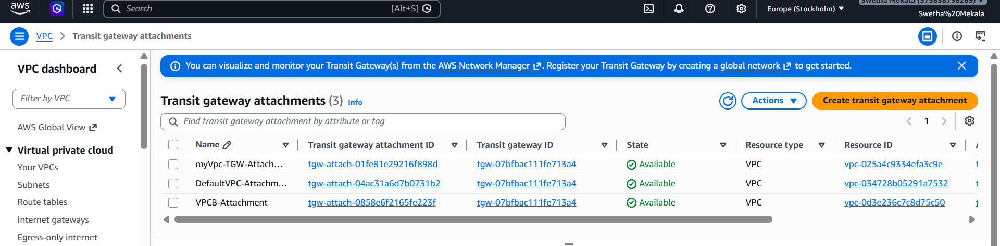 aws
Search
[Alt+S]
Europe (Stockholm)
Swetha Mekala (575838736269)
Swetha%20Mekala
VPC
Transit gateway attachments
VPC dashboard
Filter by VPC
AWS Global View
Virtual private cloud
Your VPCs
Subnets
Route tables
Internet gateways
Egress-only internet
You can visualize and monitor your Transit Gateway(s) from the AWS Network Manager. Register your Transit Gateway by creating a global network to get started.
Transit gateway attachments (3) Info
Actions
Create transit gateway attachment
Find transit gateway attachment by attribute or tag
1
Name Transit gateway attachment ID Transit gateway ID State Resource type Resource ID
myVpc-TGW-Attach... tgw-attach-01fe81e29216f898d tgw-07bfbac111fe713a4 Available VPC vpc-025a4c9334efa3c9e
DefaultVPC-Attachm... tgw-attach-04ac31a6d7b0731b2 tgw-07bfbac111fe713a4 Available VPC vpc-034728b05291a7532
VPCB-Attachment tgw-attach-0858e6f2165fe223f tgw-07bfbac111fe713a4 Available VPC vpc-0d3e236c7c8d75c50